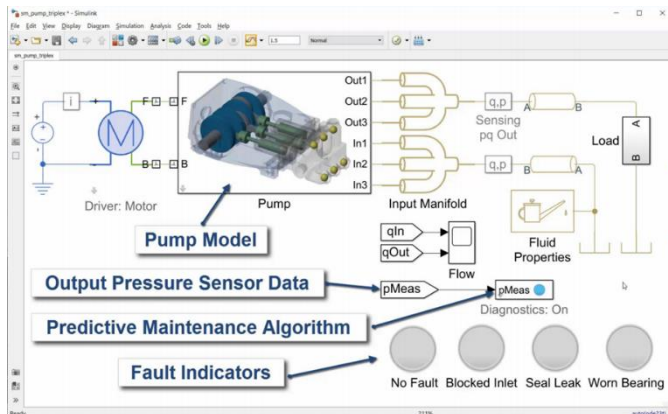 sm_pump_triplex * - Simulink
File Edit View Display Diagram Simulation Analysis Code Tools Help
1.5
Normal
sm_pump_triplex
i
M
F
F
B
B
Driver: Motor
Out1
Out2
Out3
In1
In2
In3
Pump
Input Manifold
q,p
A
B
Sensing
pq Out
q,p
B
A
Load
A
B
Fluid
Properties
Pump Model
qIn
qOut
Flow
Output Pressure Sensor Data
pMeas
pMeas
Diagnostics: On
Predictive Maintenance Algorithm
Fault Indicators
No Fault
Blocked Inlet
Seal Leak
Worn Bearing
Ready